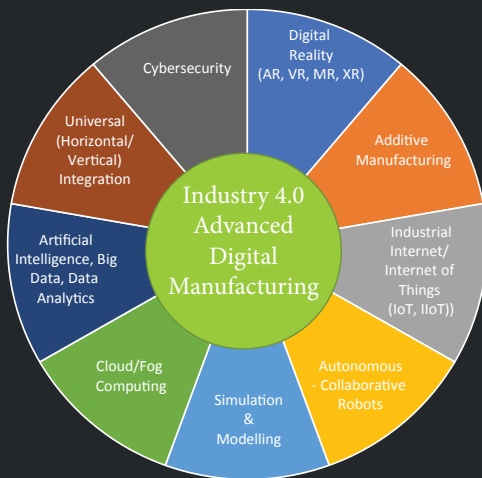 Industry 4.0
Advanced
Digital
Manufacturing
Digital
Reality
(AR, VR, MR, XR)
Additive
Manufacturing
Industrial
Internet/
Internet of
Things
(IoT, IIoT))
Autonomous
- Collaborative
Robots
Simulation
&
Modelling
Cloud/Fog
Computing
Artificial
Intelligence, Big
Data, Data
Analytics
Universal
(Horizontal/
Vertical)
Integration
Cybersecurity